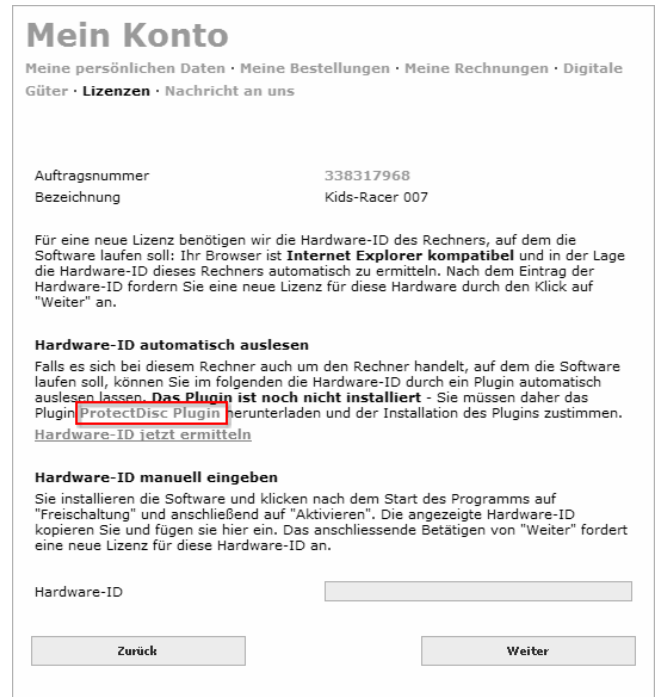 Mein Konto
Meine persönlichen Daten · Meine Bestellungen · Meine Rechnungen · Digitale
Güter · Lizenzen · Nachricht an uns
Auftragsnummer 338317968
Bezeichnung Kids-Racer 007
Für eine neue Lizenz benötigen wir die Hardware-ID des Rechners, auf dem die
Software laufen soll: Ihr Browser ist Internet Explorer kompatibel und in der Lage
die Hardware-ID dieses Rechners automatisch zu ermitteln. Nach dem Eintrag der
Hardware-ID fordern Sie eine neue Lizenz für diese Hardware durch den Klick auf
"Weiter" an.
Hardware-ID automatisch auslesen
Falls es sich bei diesem Rechner auch um den Rechner handelt, auf dem die Software
laufen soll, können Sie im folgenden die Hardware-ID durch ein Plugin automatisch
auslesen lassen. Das Plugin ist noch nicht installiert - Sie müssen daher das
Plugin ProtectDisc Plugin herunterladen und der Installation des Plugins zustimmen.
Hardware-ID jetzt ermitteln
Hardware-ID manuell eingeben
Sie installieren die Software und klicken nach dem Start des Programms auf
"Freischaltung" und anschließend auf "Aktivieren". Die angezeigte Hardware-ID
kopieren Sie und fügen sie hier ein. Das anschliessende Betätigen von "Weiter" fordert
eine neue Lizenz für diese Hardware-ID an.
Hardware-ID
Zurück Weiter